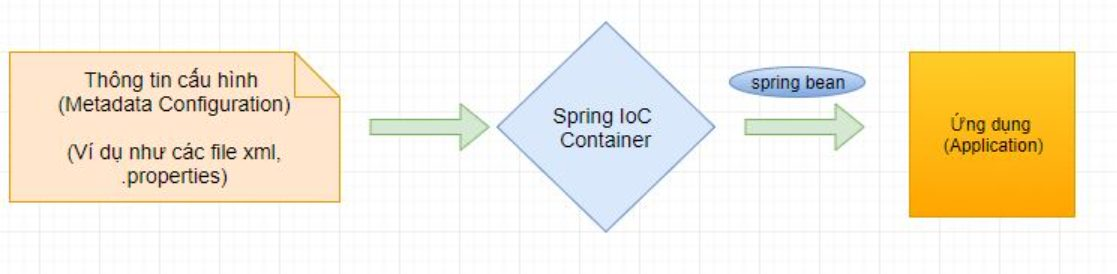 Thông tin cấu hình
(Metadata Configuration)
(Ví dụ như các file xml,
.properties)
Spring IoC
Container
spring bean
Ứng dụng
(Application)